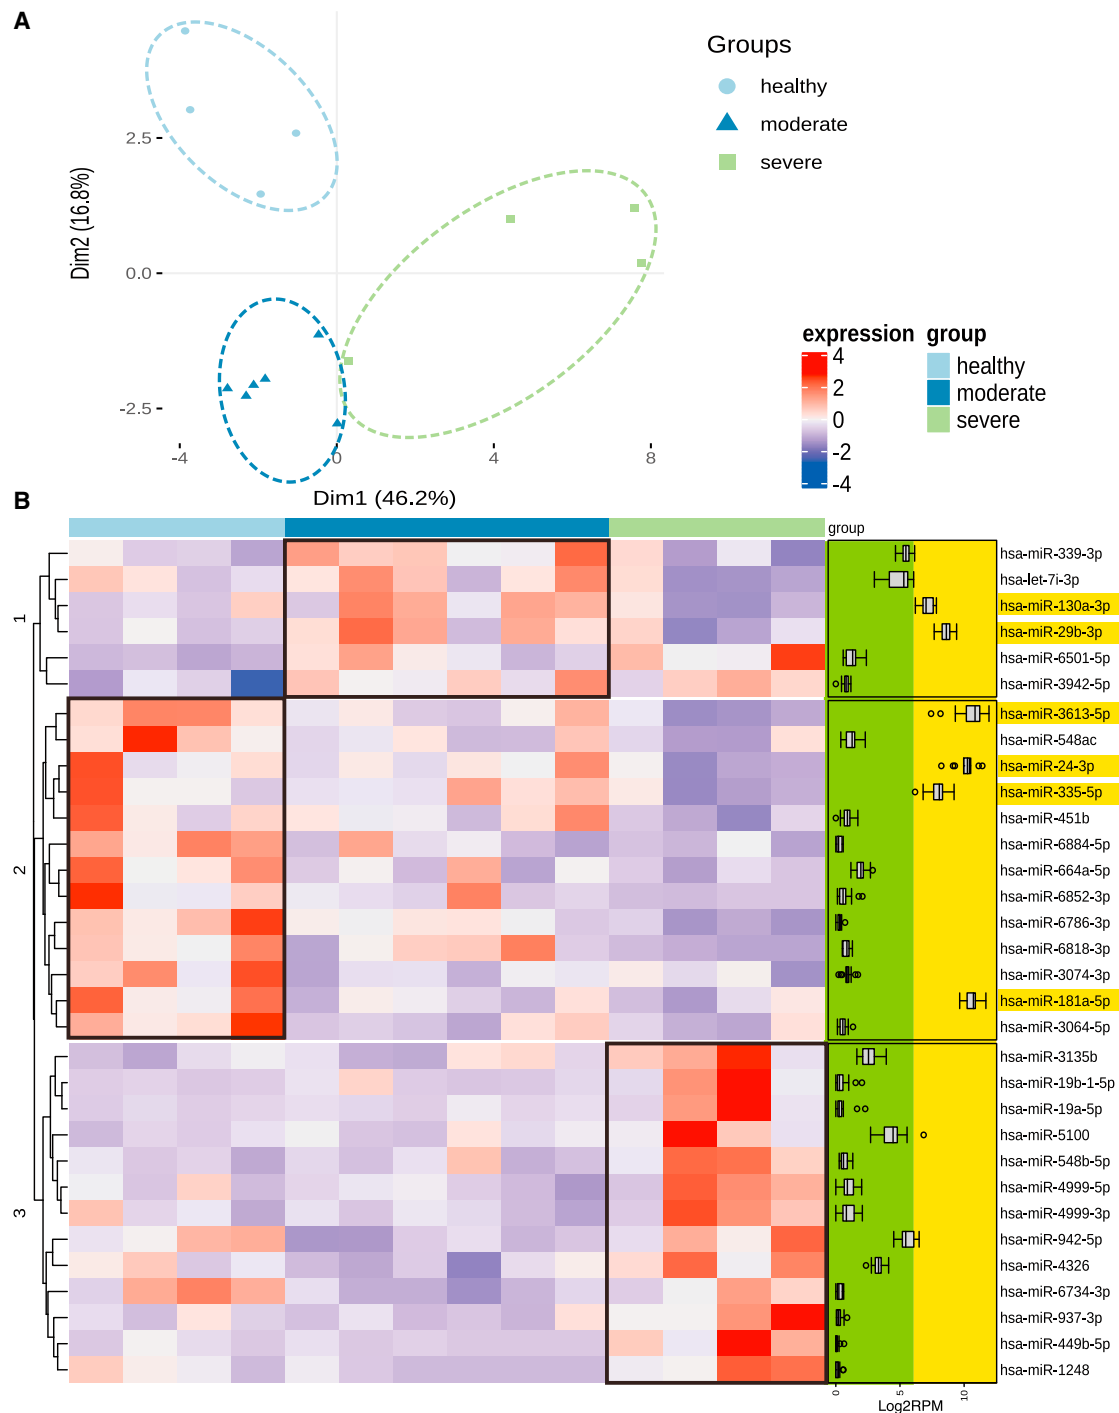 A
Groups
healthy
moderate
severe
2.5
0.0
-2.5
Dim2 (16.8%)
-4
0
4
8
Dim1 (46.2%)
expression
4
2
0
-2
-4
group
healthy
moderate
severe
B
group
1
hsa-miR-339-3p
hsa-let-7i-3p
hsa-miR-130a-3p
hsa-miR-29b-3p
hsa-miR-6501-5p
hsa-miR-3942-5p
2
hsa-miR-3613-5p
hsa-miR-548ac
hsa-miR-24-3p
hsa-miR-335-5p
hsa-miR-451b
hsa-miR-6884-5p
hsa-miR-664a-5p
hsa-miR-6852-3p
hsa-miR-6786-3p
hsa-miR-6818-3p
hsa-miR-3074-3p
hsa-miR-181a-5p
hsa-miR-3064-5p
3
hsa-miR-3135b
hsa-miR-19b-1-5p
hsa-miR-19a-5p
hsa-miR-5100
hsa-miR-548b-5p
hsa-miR-4999-5p
hsa-miR-4999-3p
hsa-miR-942-5p
hsa-miR-4326
hsa-miR-6734-3p
hsa-miR-937-3p
hsa-miR-449b-5p
hsa-miR-1248
0
5
10
Log2RPM